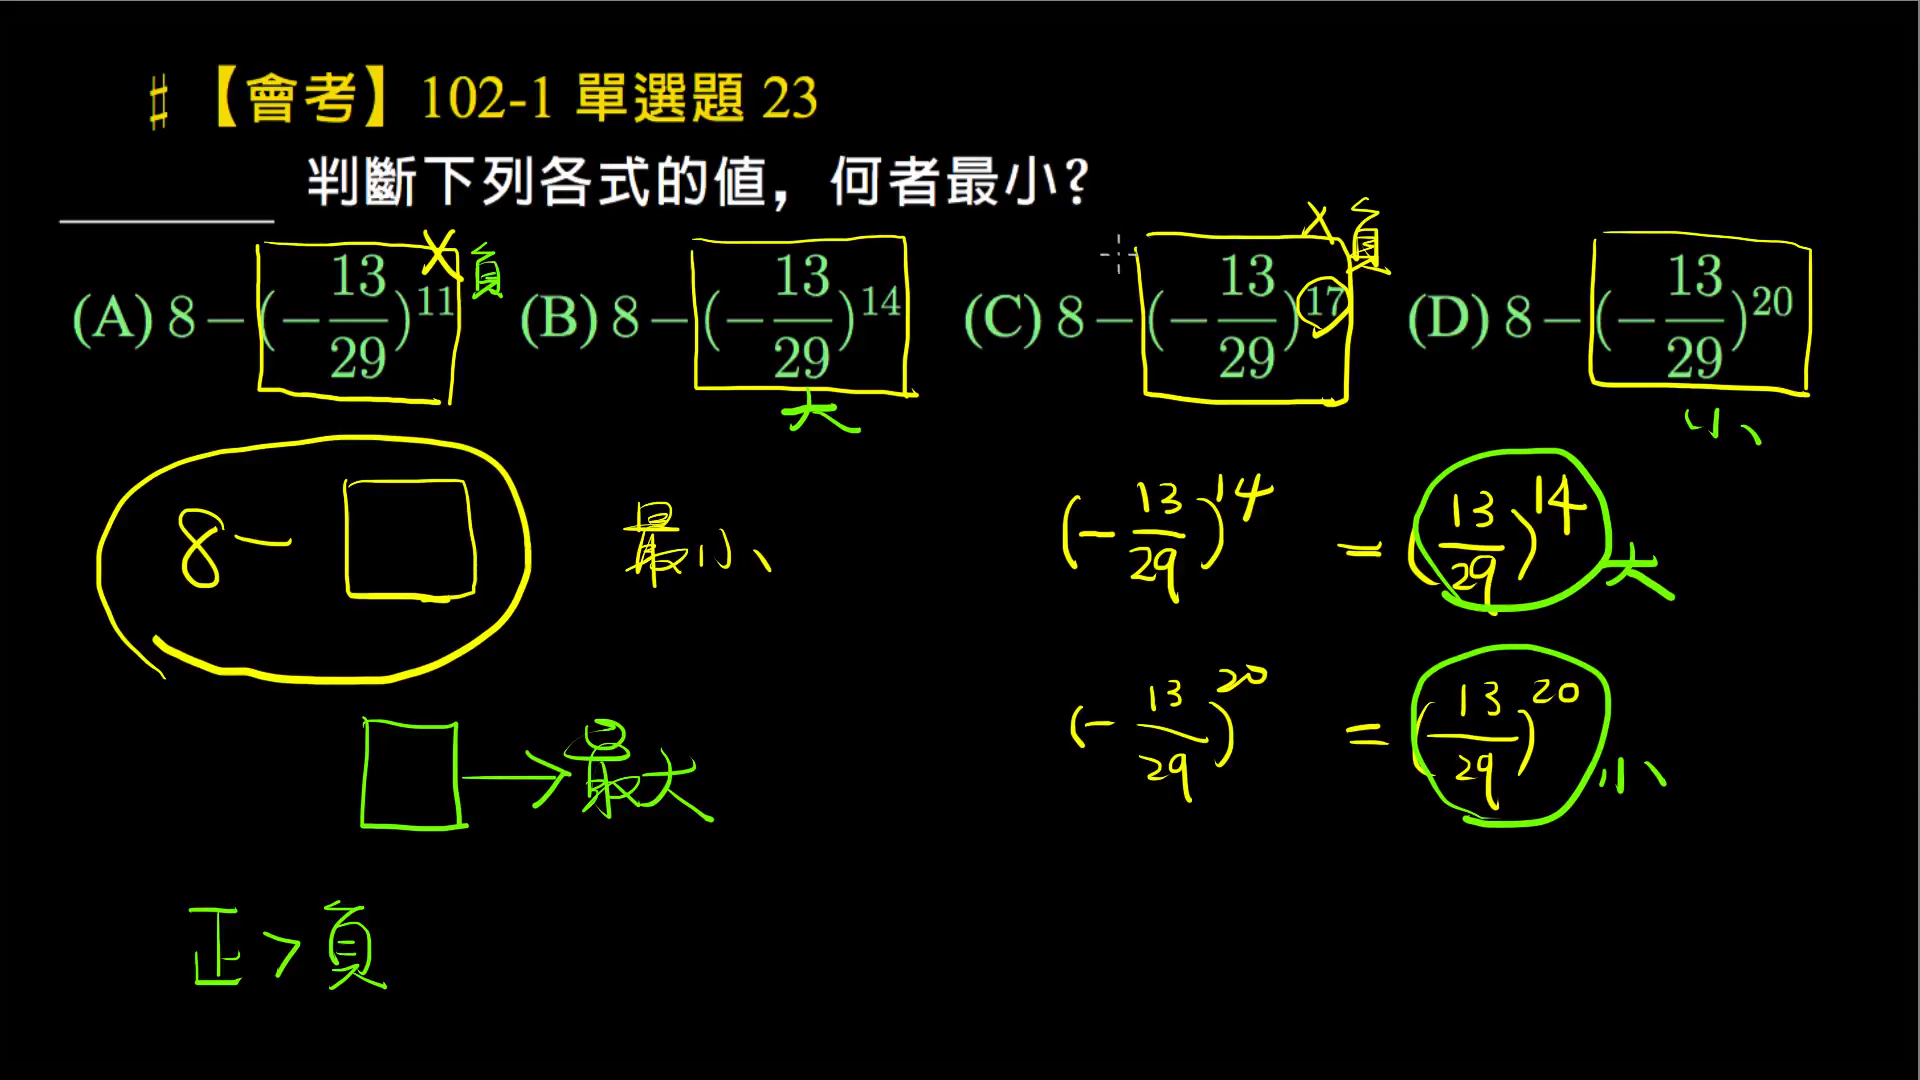 ♯【會考】102-1 單選題 23
判斷下列各式的值，何者最小？
X 負 X 負
(A) 8 − (−13/29)^11 (B) 8 − (−13/29)^14 (C) 8 − (−13/29)^17 (D) 8 − (−13/29)^20
大 小
8 − □ 最小
(−13/29)^14 = (13/29)^14 大
□ → 最大
(−13/29)^20 = (13/29)^20 小
正 > 負